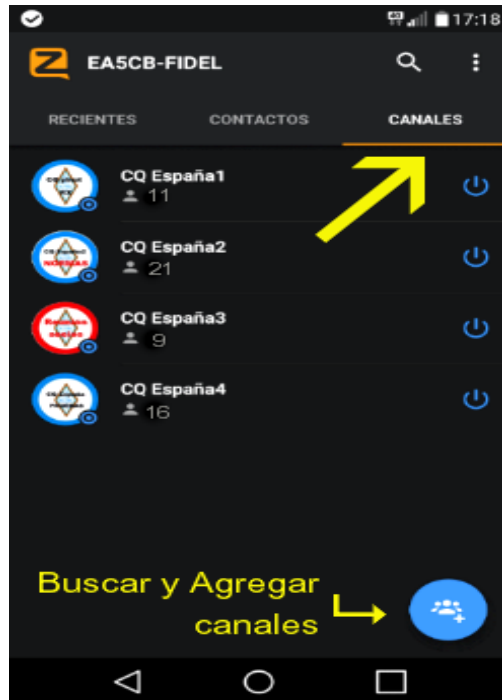 17:18
EA5CB-FIDEL
RECIENTES CONTACTOS CANALES
CQ España1
11
CQ España2
21
CQ España3
9
CQ España4
16
Buscar y Agregar
canales